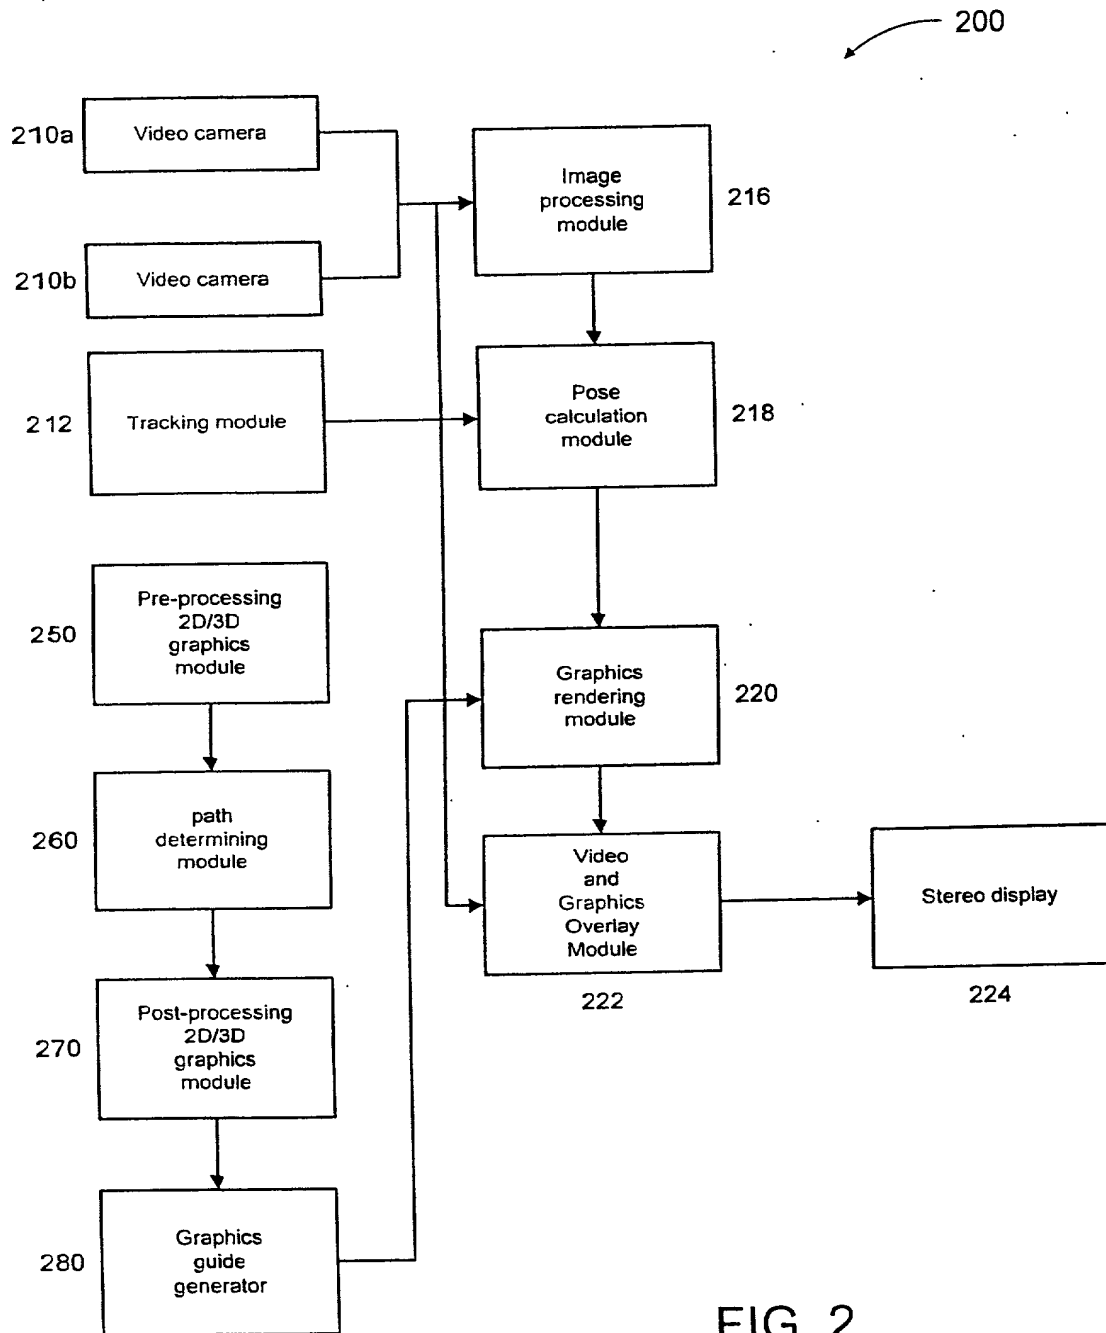 200
210a
Video camera
Image
processing
module
216
210b
Video camera
212
Tracking module
Pose
calculation
module
218
250
Pre-processing
2D/3D
graphics
module
Graphics
rendering
module
220
260
path
determining
module
Video
and
Graphics
Overlay
Module
222
Stereo display
224
270
Post-processing
2D/3D
graphics
module
280
Graphics
guide
generator
FIG. 2